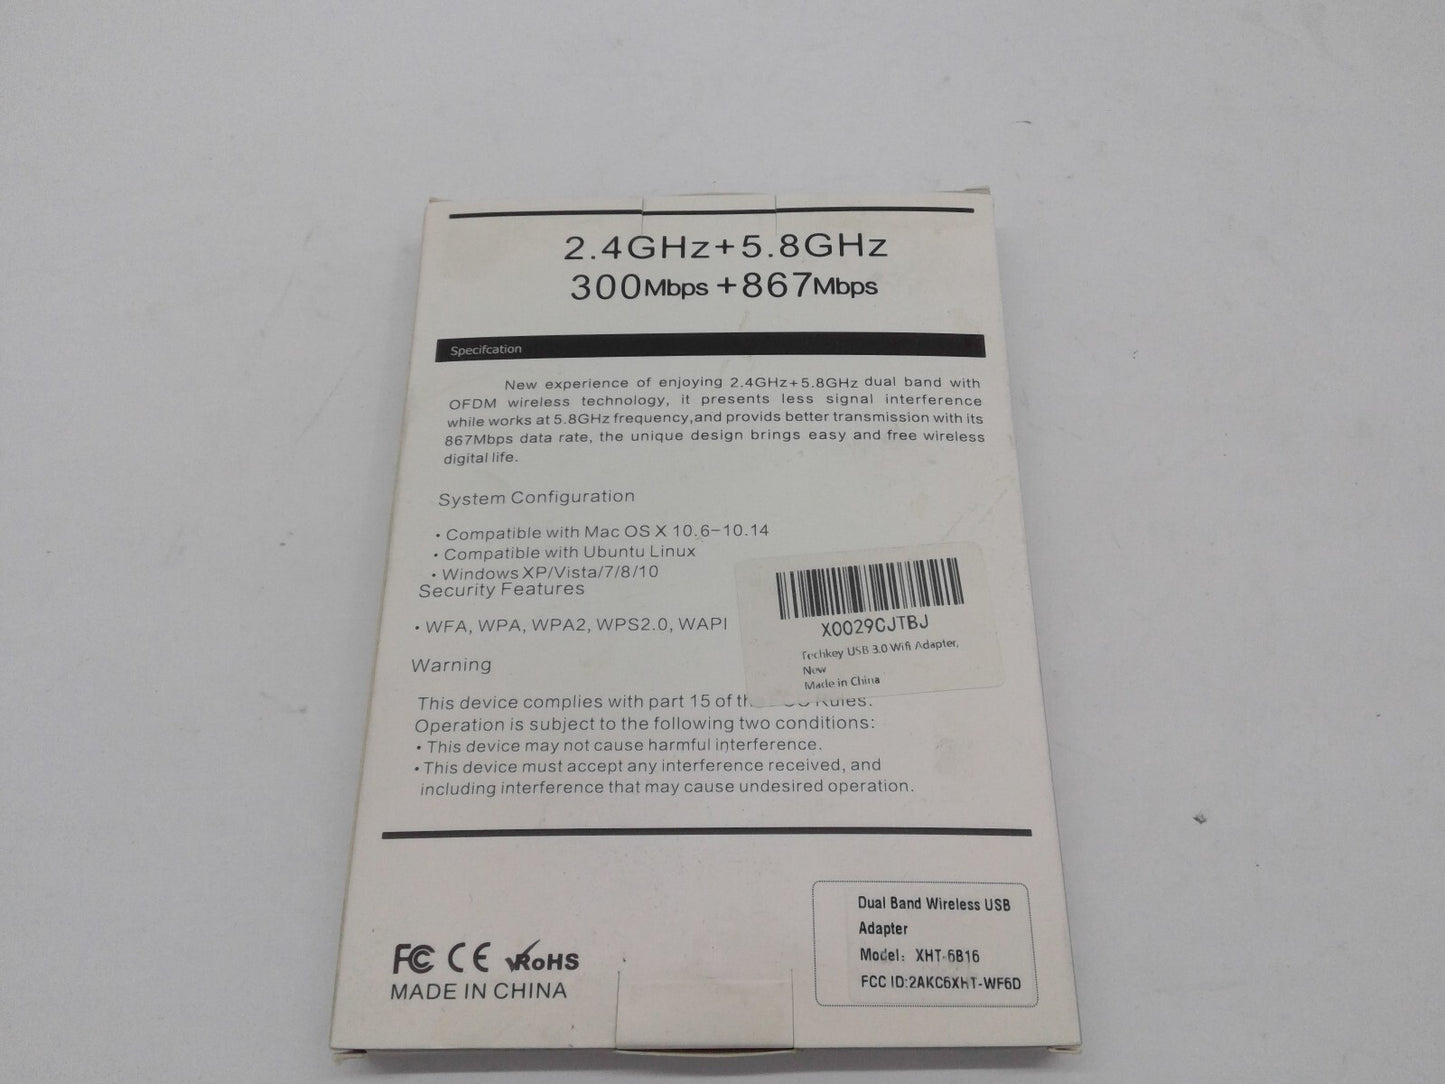 2.4GHz+5.8GHz
300Mbps+867Mbps
Specifcation
New experience of enjoying 2.4GHz+5.8GHz dual band with
OFDM wireless technology, it presents less signal interference
while works at 5.8GHz frequency,and provids better transmission with its
867Mbps data rate, the unique design brings easy and free wireless
digital life.
System Configuration
• Compatible with Mac OS X 10.6-10.14
• Compatible with Ubuntu Linux
• Windows XP/Vista/7/8/10
Security Features
• WFA, WPA, WPA2, WPS2.0, WAPI
X0029CJTBJ
Techkey USB 3.0 Wifi Adapter,
New
Made in China
Warning
This device complies with part 15 of Rules.
Operation is subject to the following two conditions:
• This device may not cause harmful interference.
• This device must accept any interference received, and
including interference that may cause undesired operation.
FC CE RoHS
MADE IN CHINA
Dual Band Wireless USB
Adapter
Model: XHT-6B16
FCC ID:2AKC6XHT-WF6D